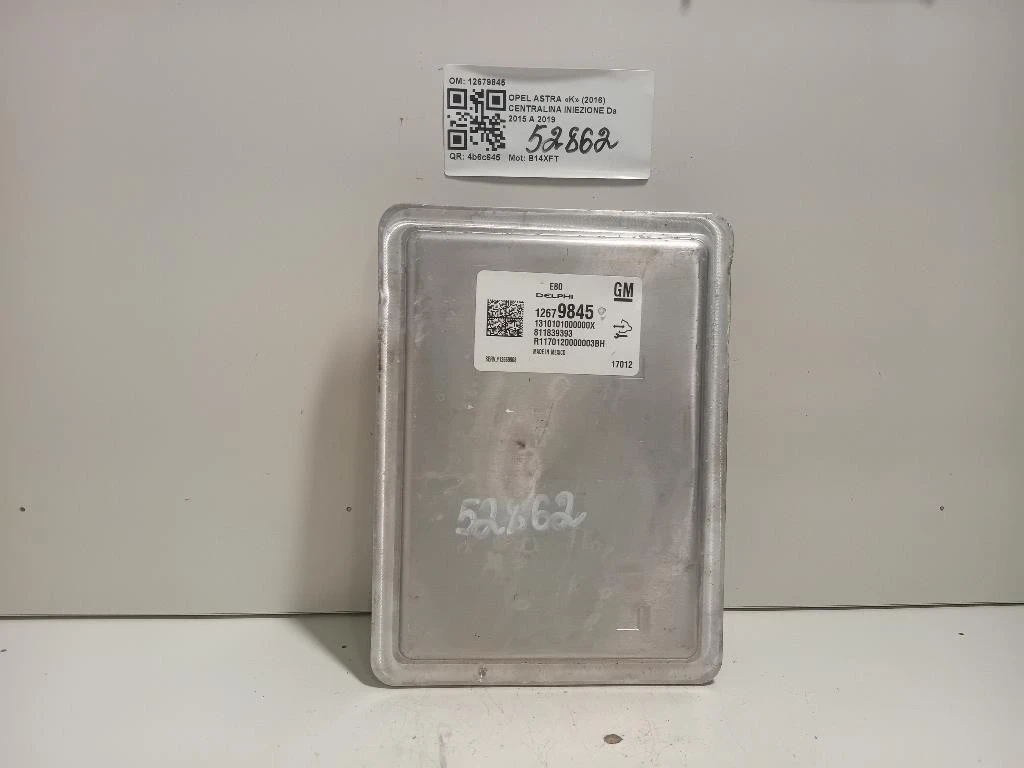 OM: 12679845
OPEL ASTRA «K» (2016)
CENTRALINA INIEZIONE Da
2015 A 2019
52862
QR: 4b6c645 Mot: B14XFT
E80
DELPHI
GM
12679845
1310101000000X
811839393
R1170120000003BH
MADE IN MEXICO
17012
52862